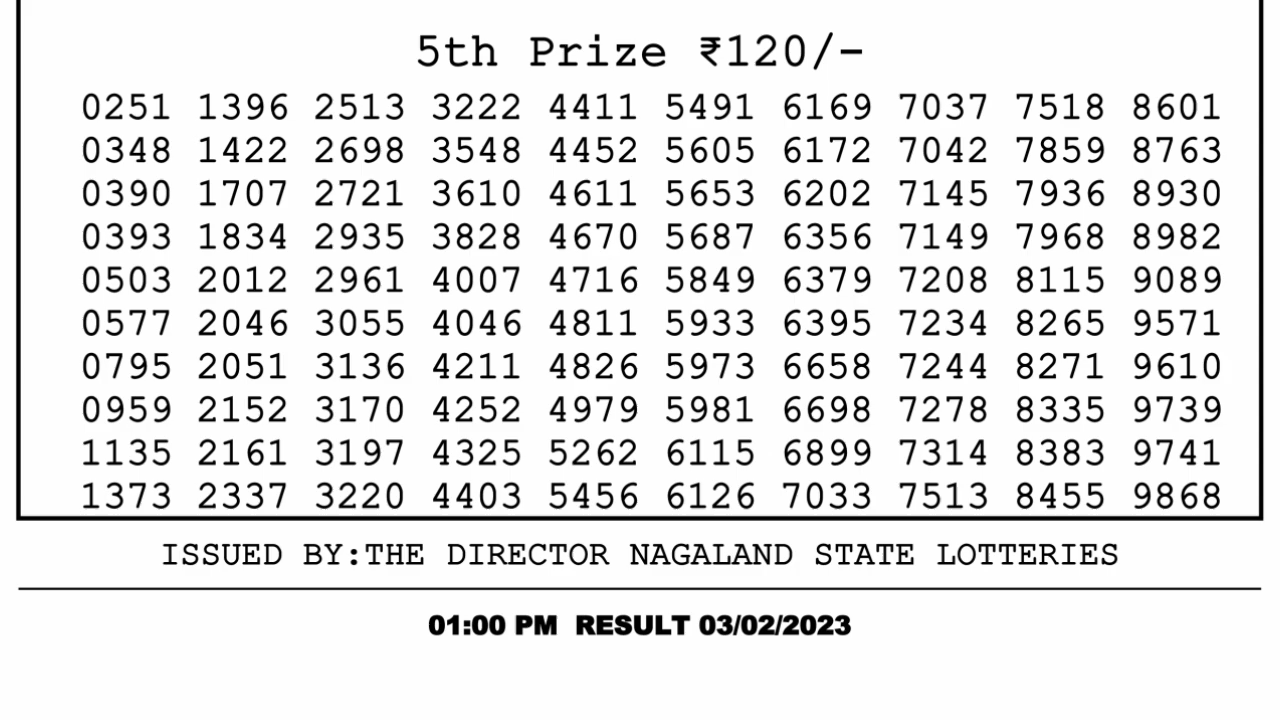 5th Prize ₹120/-
0251 1396 2513 3222 4411 5491 6169 7037 7518 8601
0348 1422 2698 3548 4452 5605 6172 7042 7859 8763
0390 1707 2721 3610 4611 5653 6202 7145 7936 8930
0393 1834 2935 3828 4670 5687 6356 7149 7968 8982
0503 2012 2961 4007 4716 5849 6379 7208 8115 9089
0577 2046 3055 4046 4811 5933 6395 7234 8265 9571
0795 2051 3136 4211 4826 5973 6658 7244 8271 9610
0959 2152 3170 4252 4979 5981 6698 7278 8335 9739
1135 2161 3197 4325 5262 6115 6899 7314 8383 9741
1373 2337 3220 4403 5456 6126 7033 7513 8455 9868
ISSUED BY:THE DIRECTOR NAGALAND STATE LOTTERIES
01:00 PM RESULT 03/02/2023